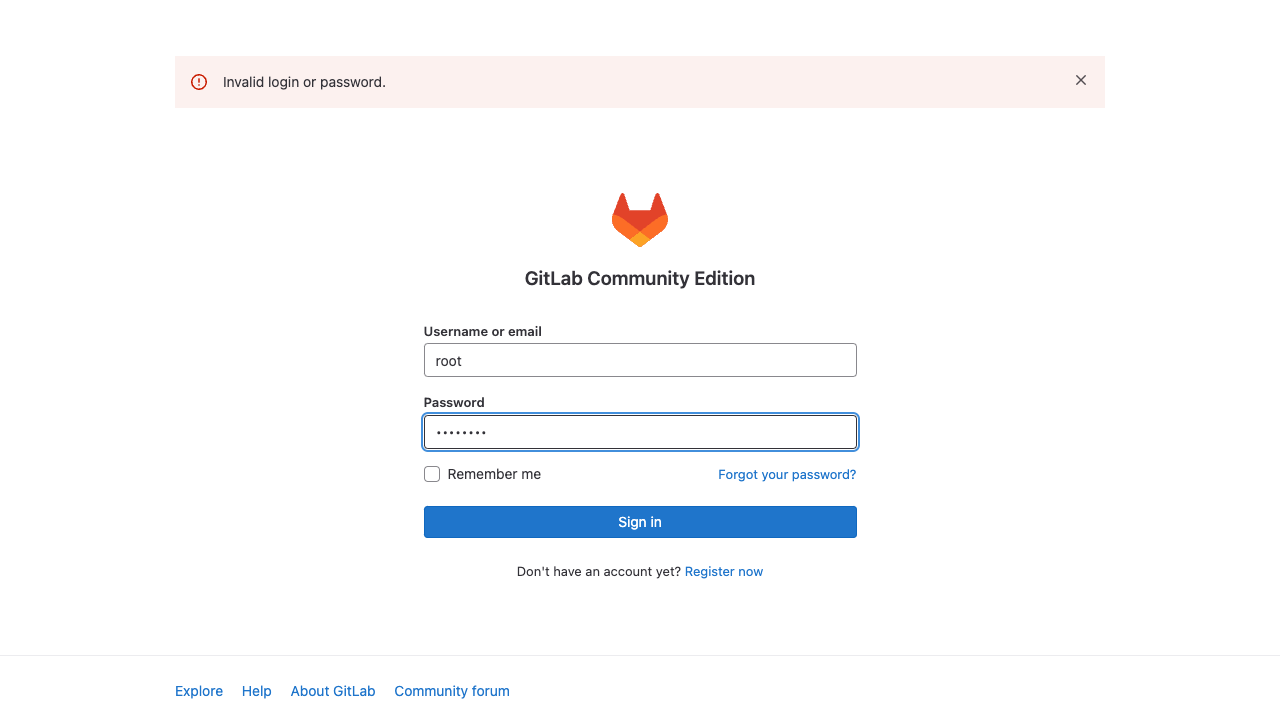 Invalid login or password.
GitLab Community Edition
Username or email
root
Password
••••••••
Remember me
Forgot your password?
Sign in
Don't have an account yet? Register now
Explore Help About GitLab Community forum